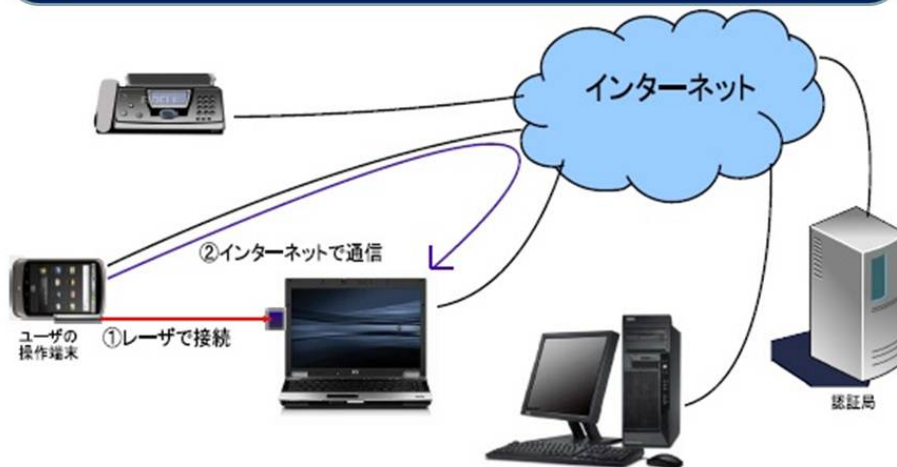 インターネット
②インターネットで通信
ユーザの
操作端末
①レーザで接続
認証局